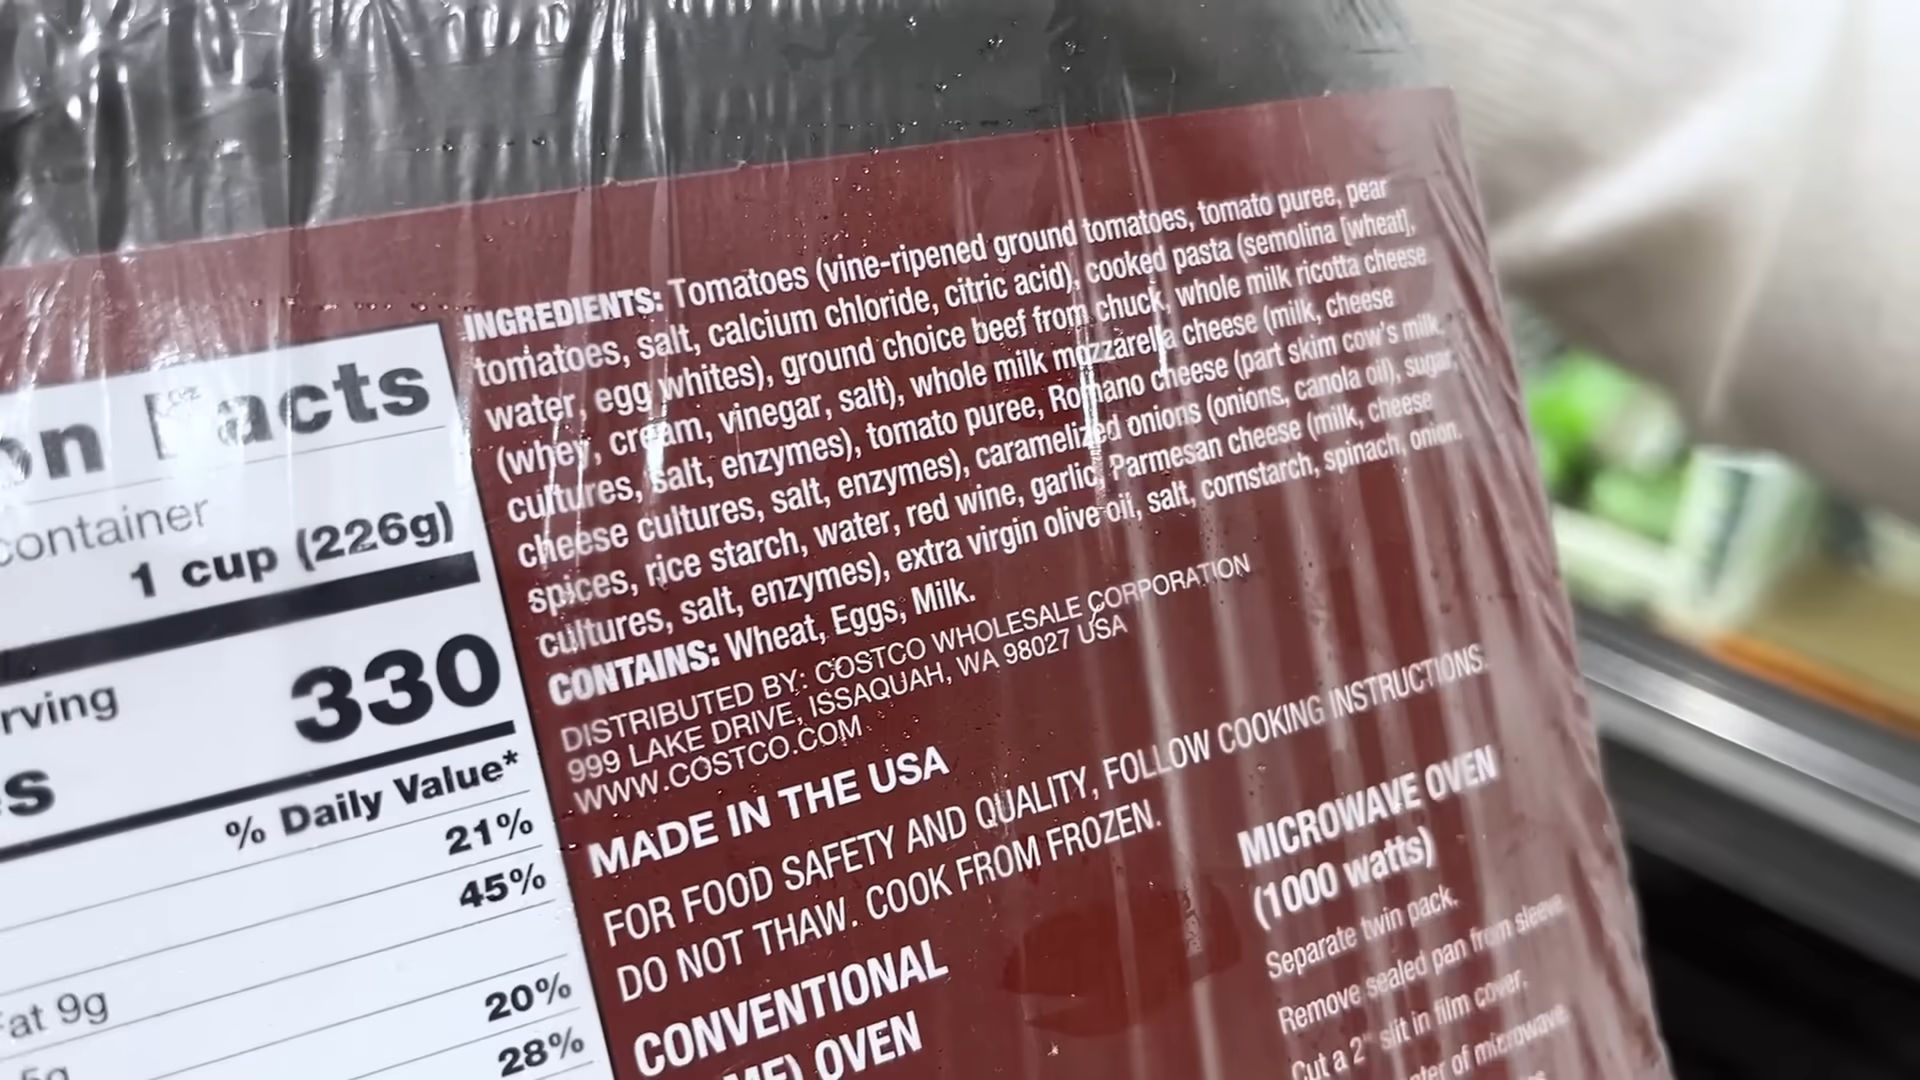 on Facts
container
1 cup (226g)
rving
330
s
% Daily Value*
21%
45%
Fat 9g
20%
5g
28%
INGREDIENTS: Tomatoes (vine-ripened ground tomatoes, tomato puree, pear
tomatoes, salt, calcium chloride, citric acid), cooked pasta (semolina [wheat],
water, egg whites), ground choice beef from chuck, whole milk ricotta cheese
(whey, cream, vinegar, salt), whole milk mozzarella cheese (milk, cheese
cultures, salt, enzymes), tomato puree, Romano cheese (part skim cow's milk,
cheese cultures, salt, enzymes), caramelized onions (onions, canola oil), sugar,
spices, rice starch, water, red wine, garlic, Parmesan cheese (milk, cheese
cultures, salt, enzymes), extra virgin olive oil, salt, cornstarch, spinach, onion.
CONTAINS: Wheat, Eggs, Milk.
DISTRIBUTED BY: COSTCO WHOLESALE CORPORATION
999 LAKE DRIVE, ISSAQUAH, WA 98027 USA
WWW.COSTCO.COM
MADE IN THE USA
FOR FOOD SAFETY AND QUALITY, FOLLOW COOKING INSTRUCTIONS.
DO NOT THAW. COOK FROM FROZEN.
CONVENTIONAL
OVEN
MICROWAVE OVEN
(1000 watts)
Separate twin pack.
Remove sealed pan from sleeve.
Cut a 2" slit in film cover.
of microwave.